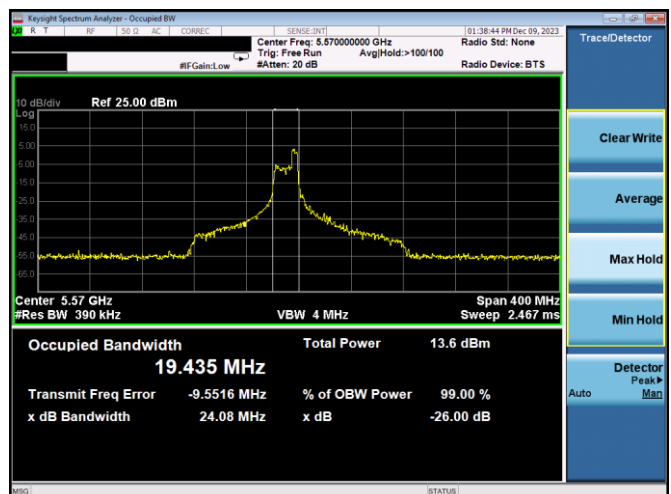 Keysight Spectrum Analyzer - Occupied BW
R T RF 50 Ω AC CORREC SENSE:INT 01:38:44 PM Dec 09, 2023
Center Freq: 5.570000000 GHz Radio Std: None
Trig: Free Run Avg|Hold:>100/100
#IFGain:Low #Atten: 20 dB Radio Device: BTS
10 dB/div Ref 25.00 dBm
Log
15.0
5.00
-5.00
-15.0
-25.0
-35.0
-45.0
-55.0
-65.0
Center 5.57 GHz Span 400 MHz
#Res BW 390 kHz VBW 4 MHz Sweep 2.467 ms
Occupied Bandwidth Total Power 13.6 dBm
19.435 MHz
Transmit Freq Error -9.5516 MHz % of OBW Power 99.00 %
x dB Bandwidth 24.08 MHz x dB -26.00 dB
MSG STATUS
Trace/Detector
Clear Write
Average
Max Hold
Min Hold
Detector
Peak▶
Auto Man